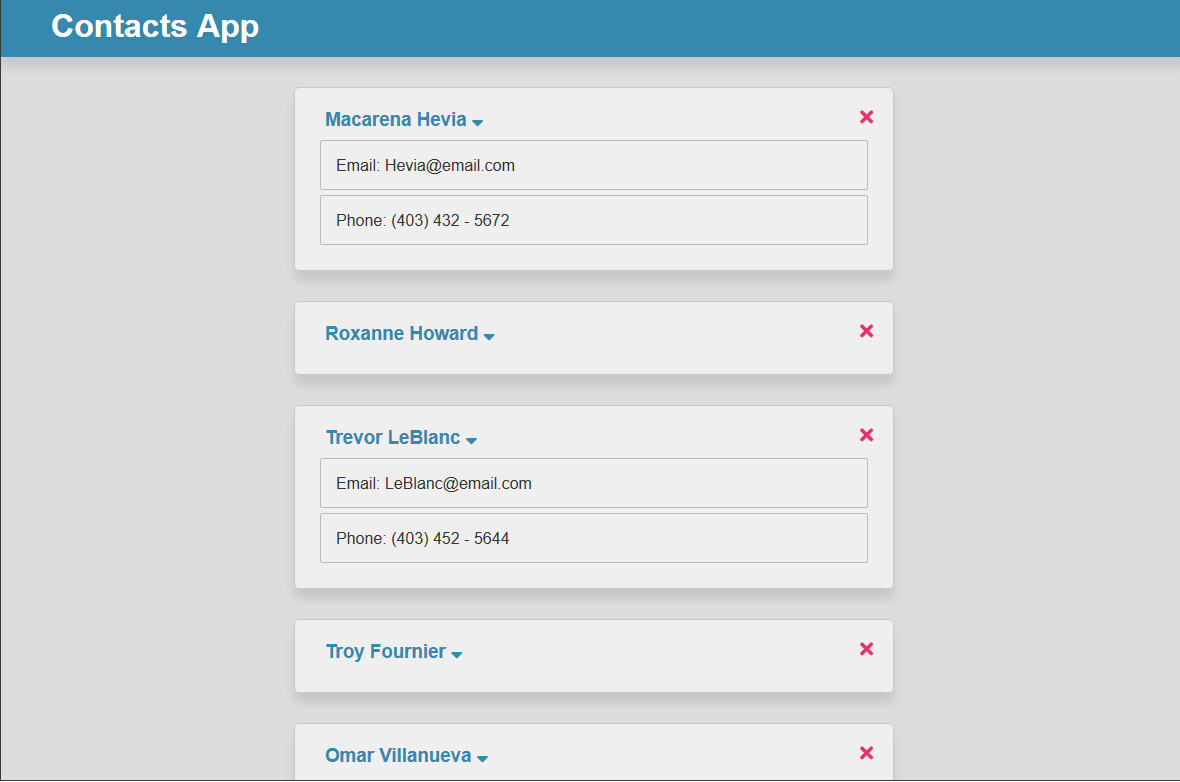 Contacts App
Macarena Hevia
Email: Hevia@email.com
Phone: (403) 432 - 5672
Roxanne Howard
Trevor LeBlanc
Email: LeBlanc@email.com
Phone: (403) 452 - 5644
Troy Fournier
Omar Villanueva